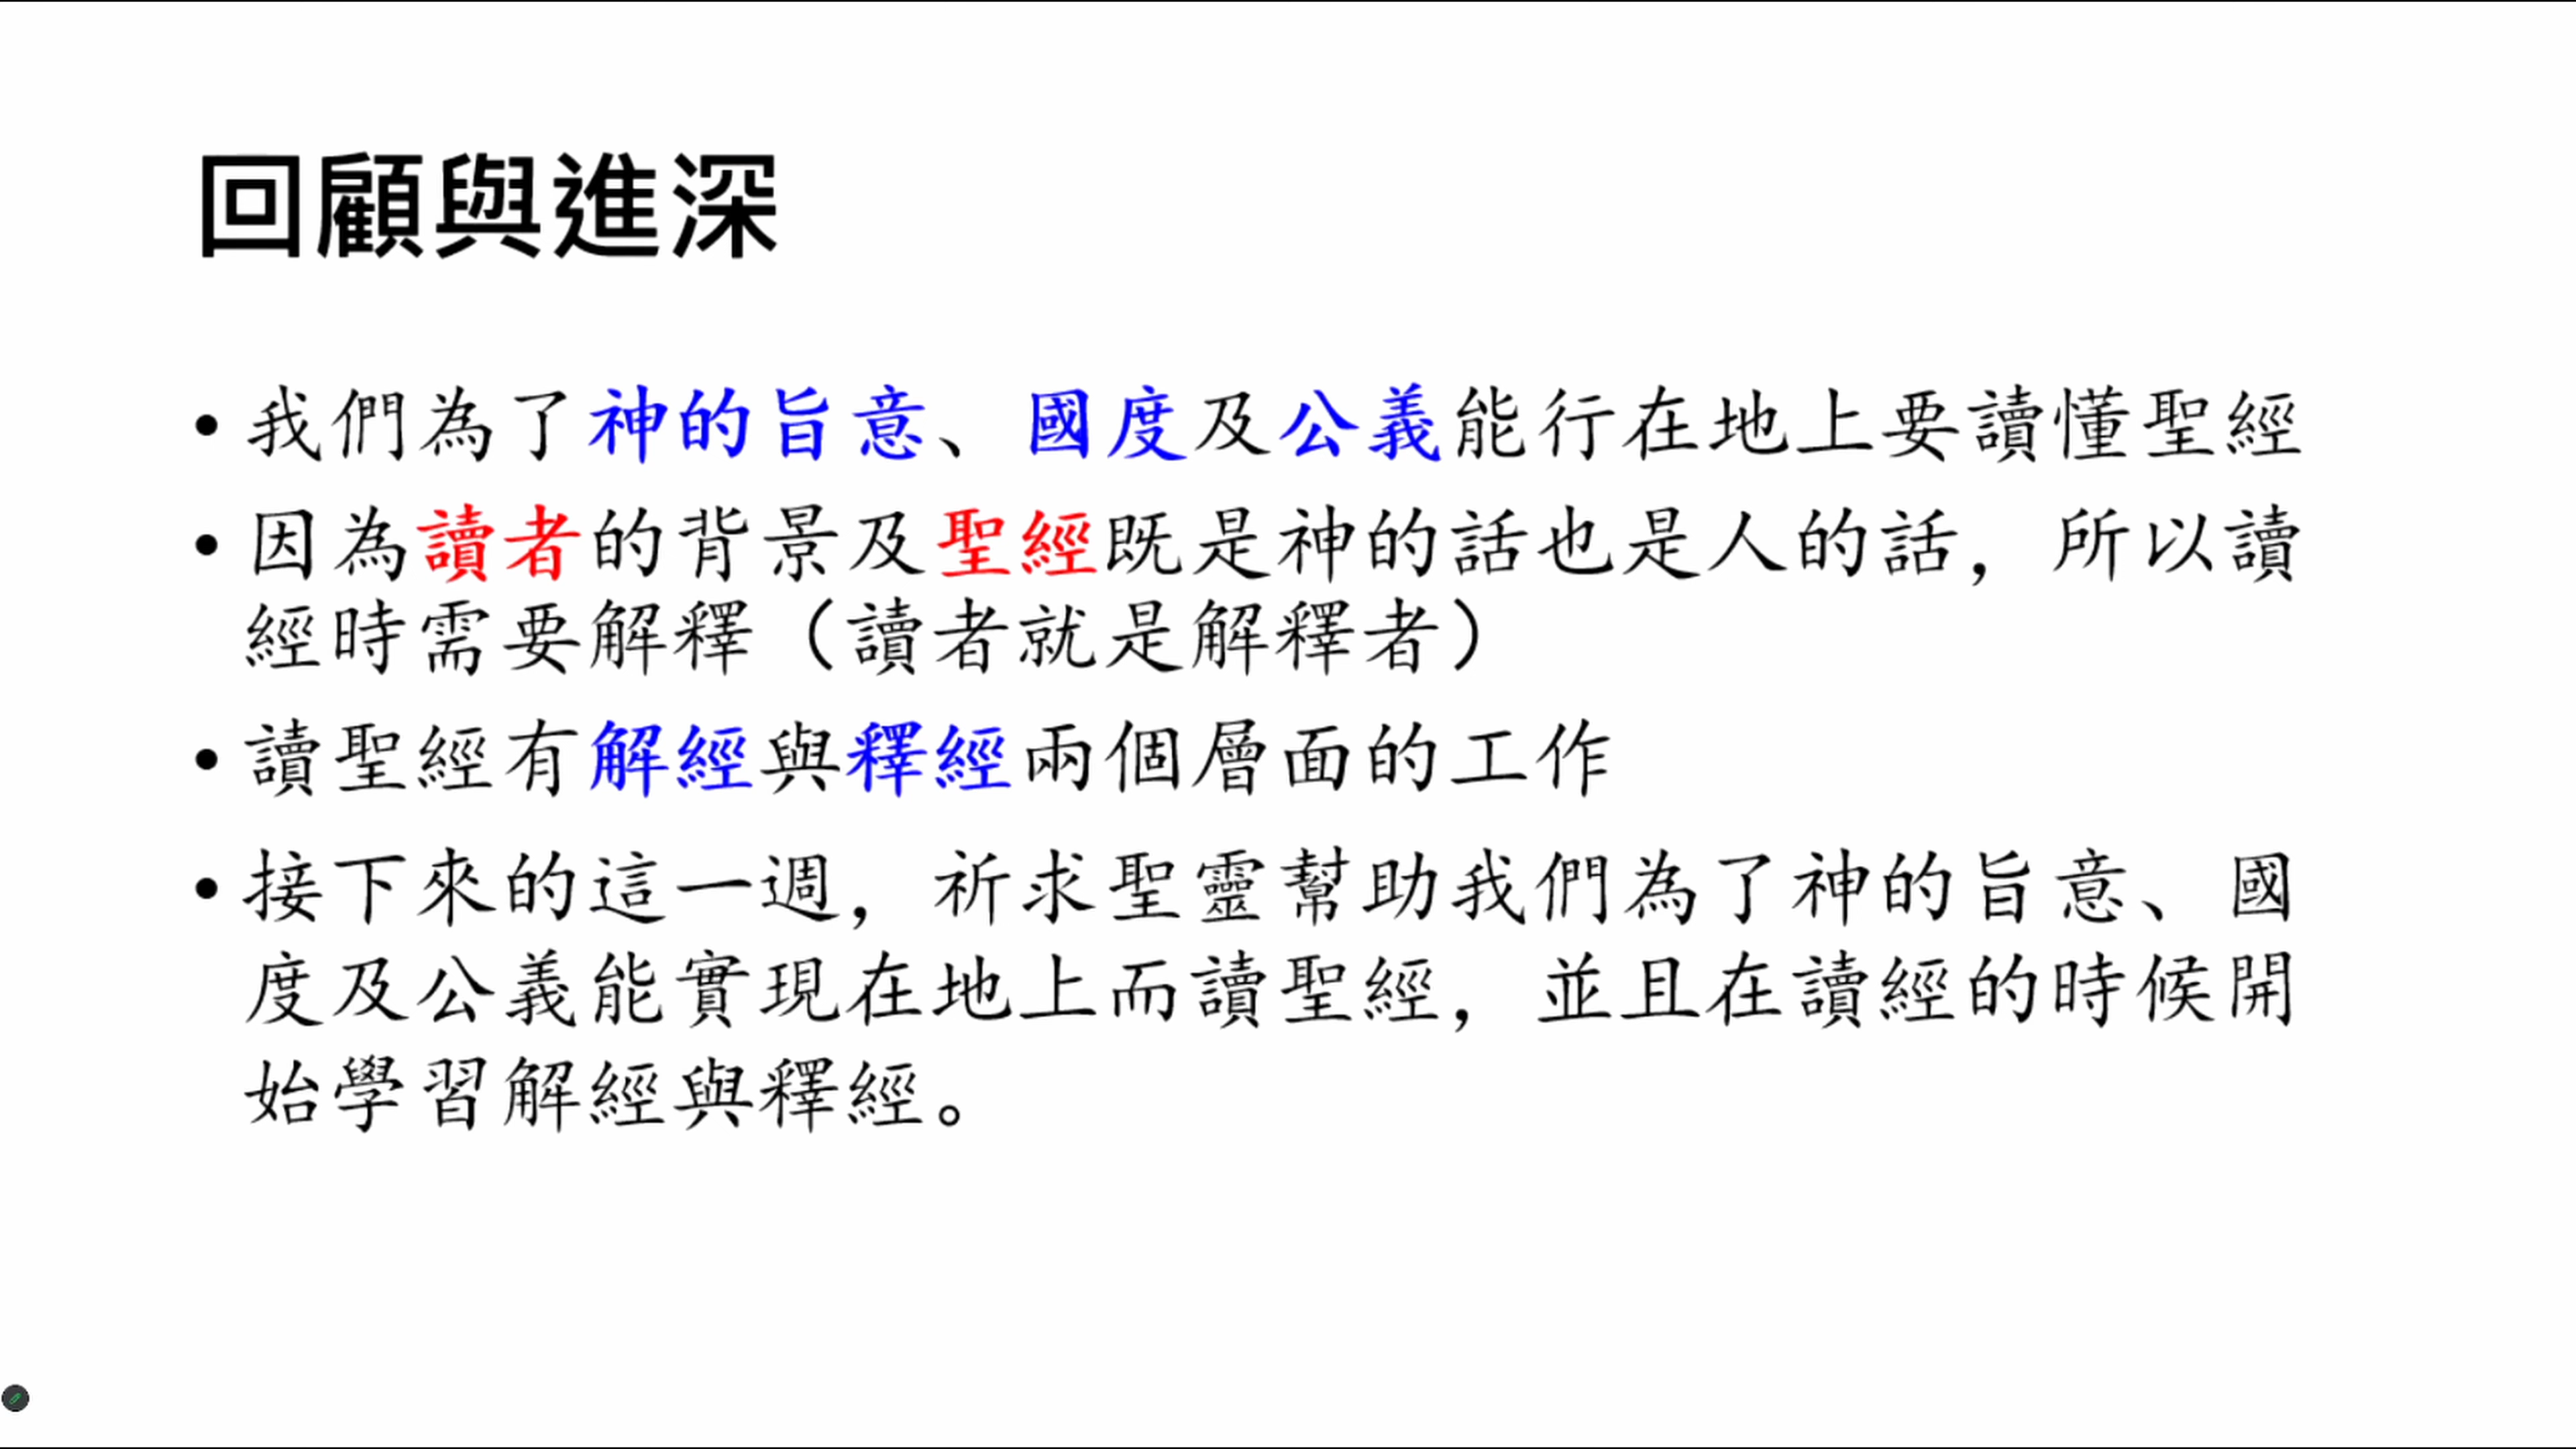 回顧與進深
• 我們為了神的旨意、國度及公義能行在地上要讀懂聖經
• 因為讀者的背景及聖經既是神的話也是人的話，所以讀
經時需要解釋（讀者就是解釋者）
• 讀聖經有解經與釋經兩個層面的工作
• 接下來的這一週，祈求聖靈幫助我們為了神的旨意、國
度及公義能實現在地上而讀聖經，並且在讀經的時候開
始學習解經與釋經。